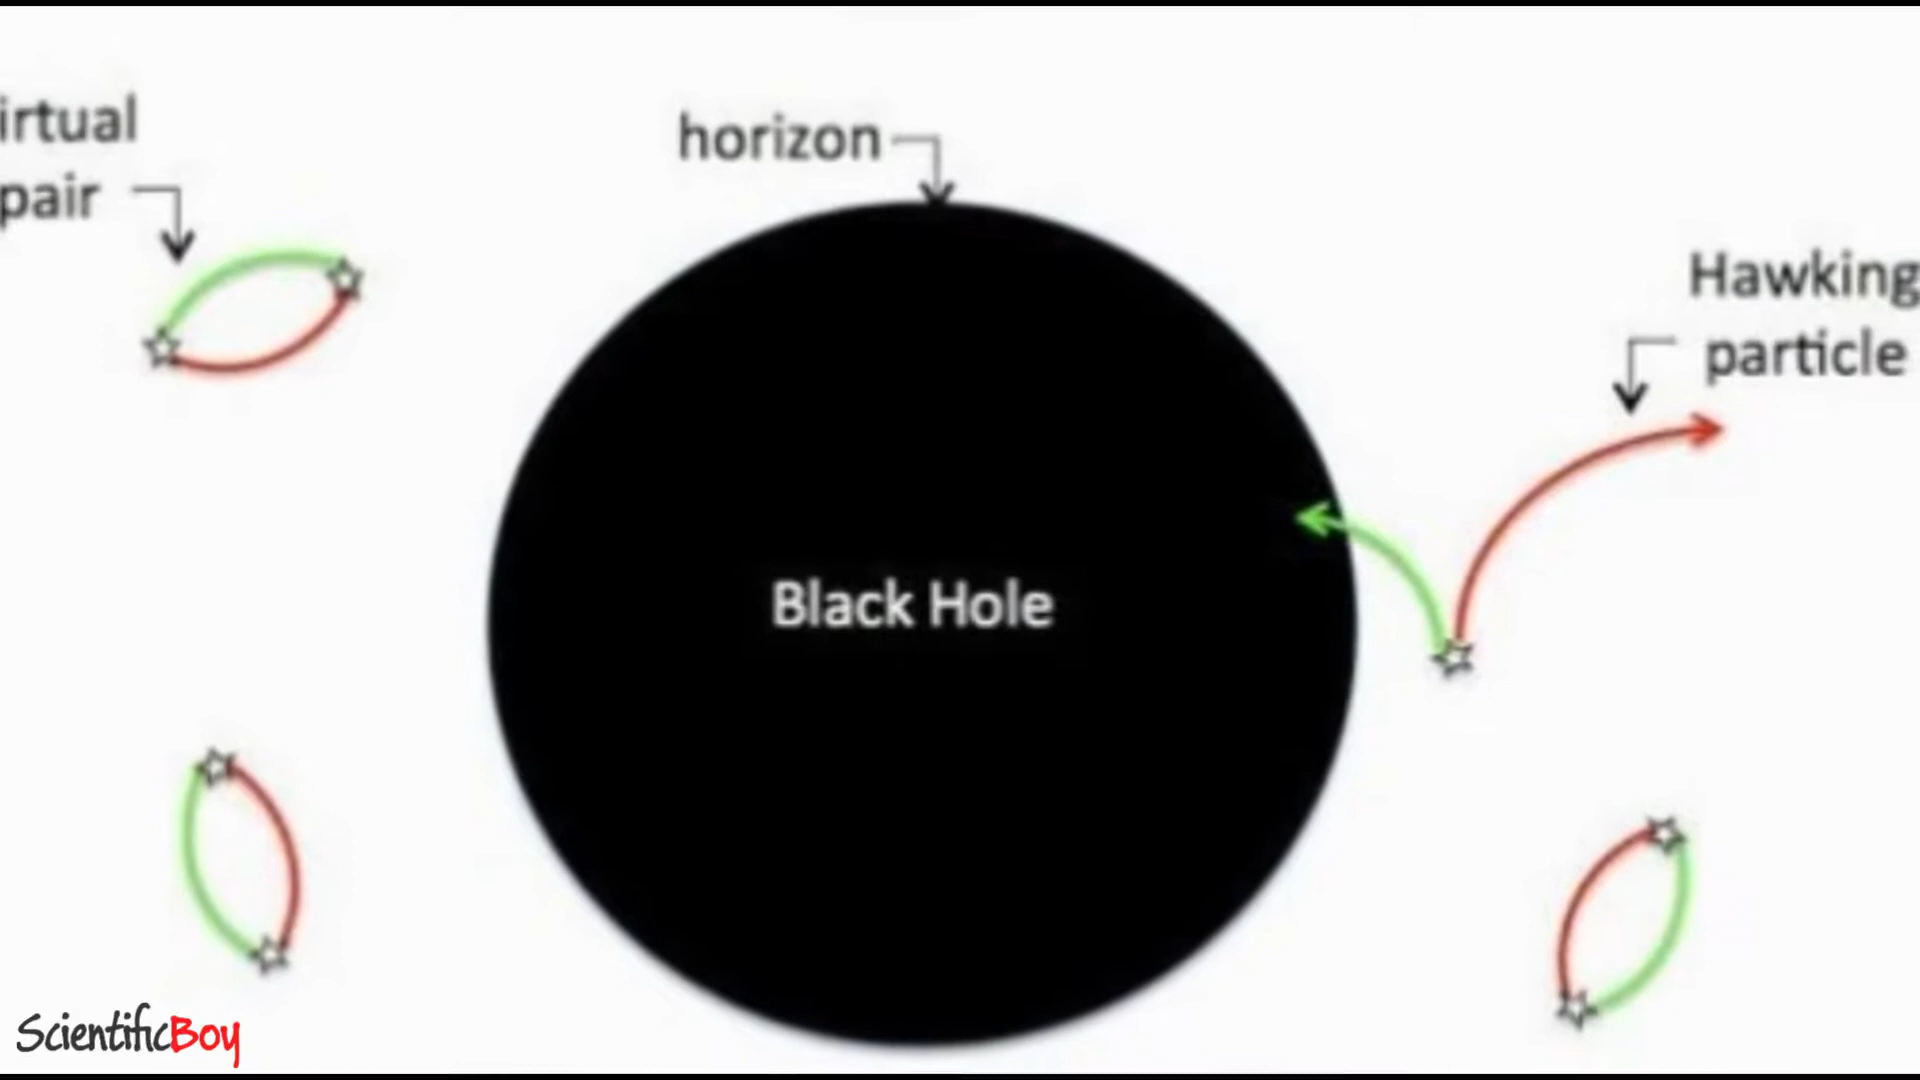 irtual
pair
horizon
Hawking
particle
Black Hole
ScientificBoy